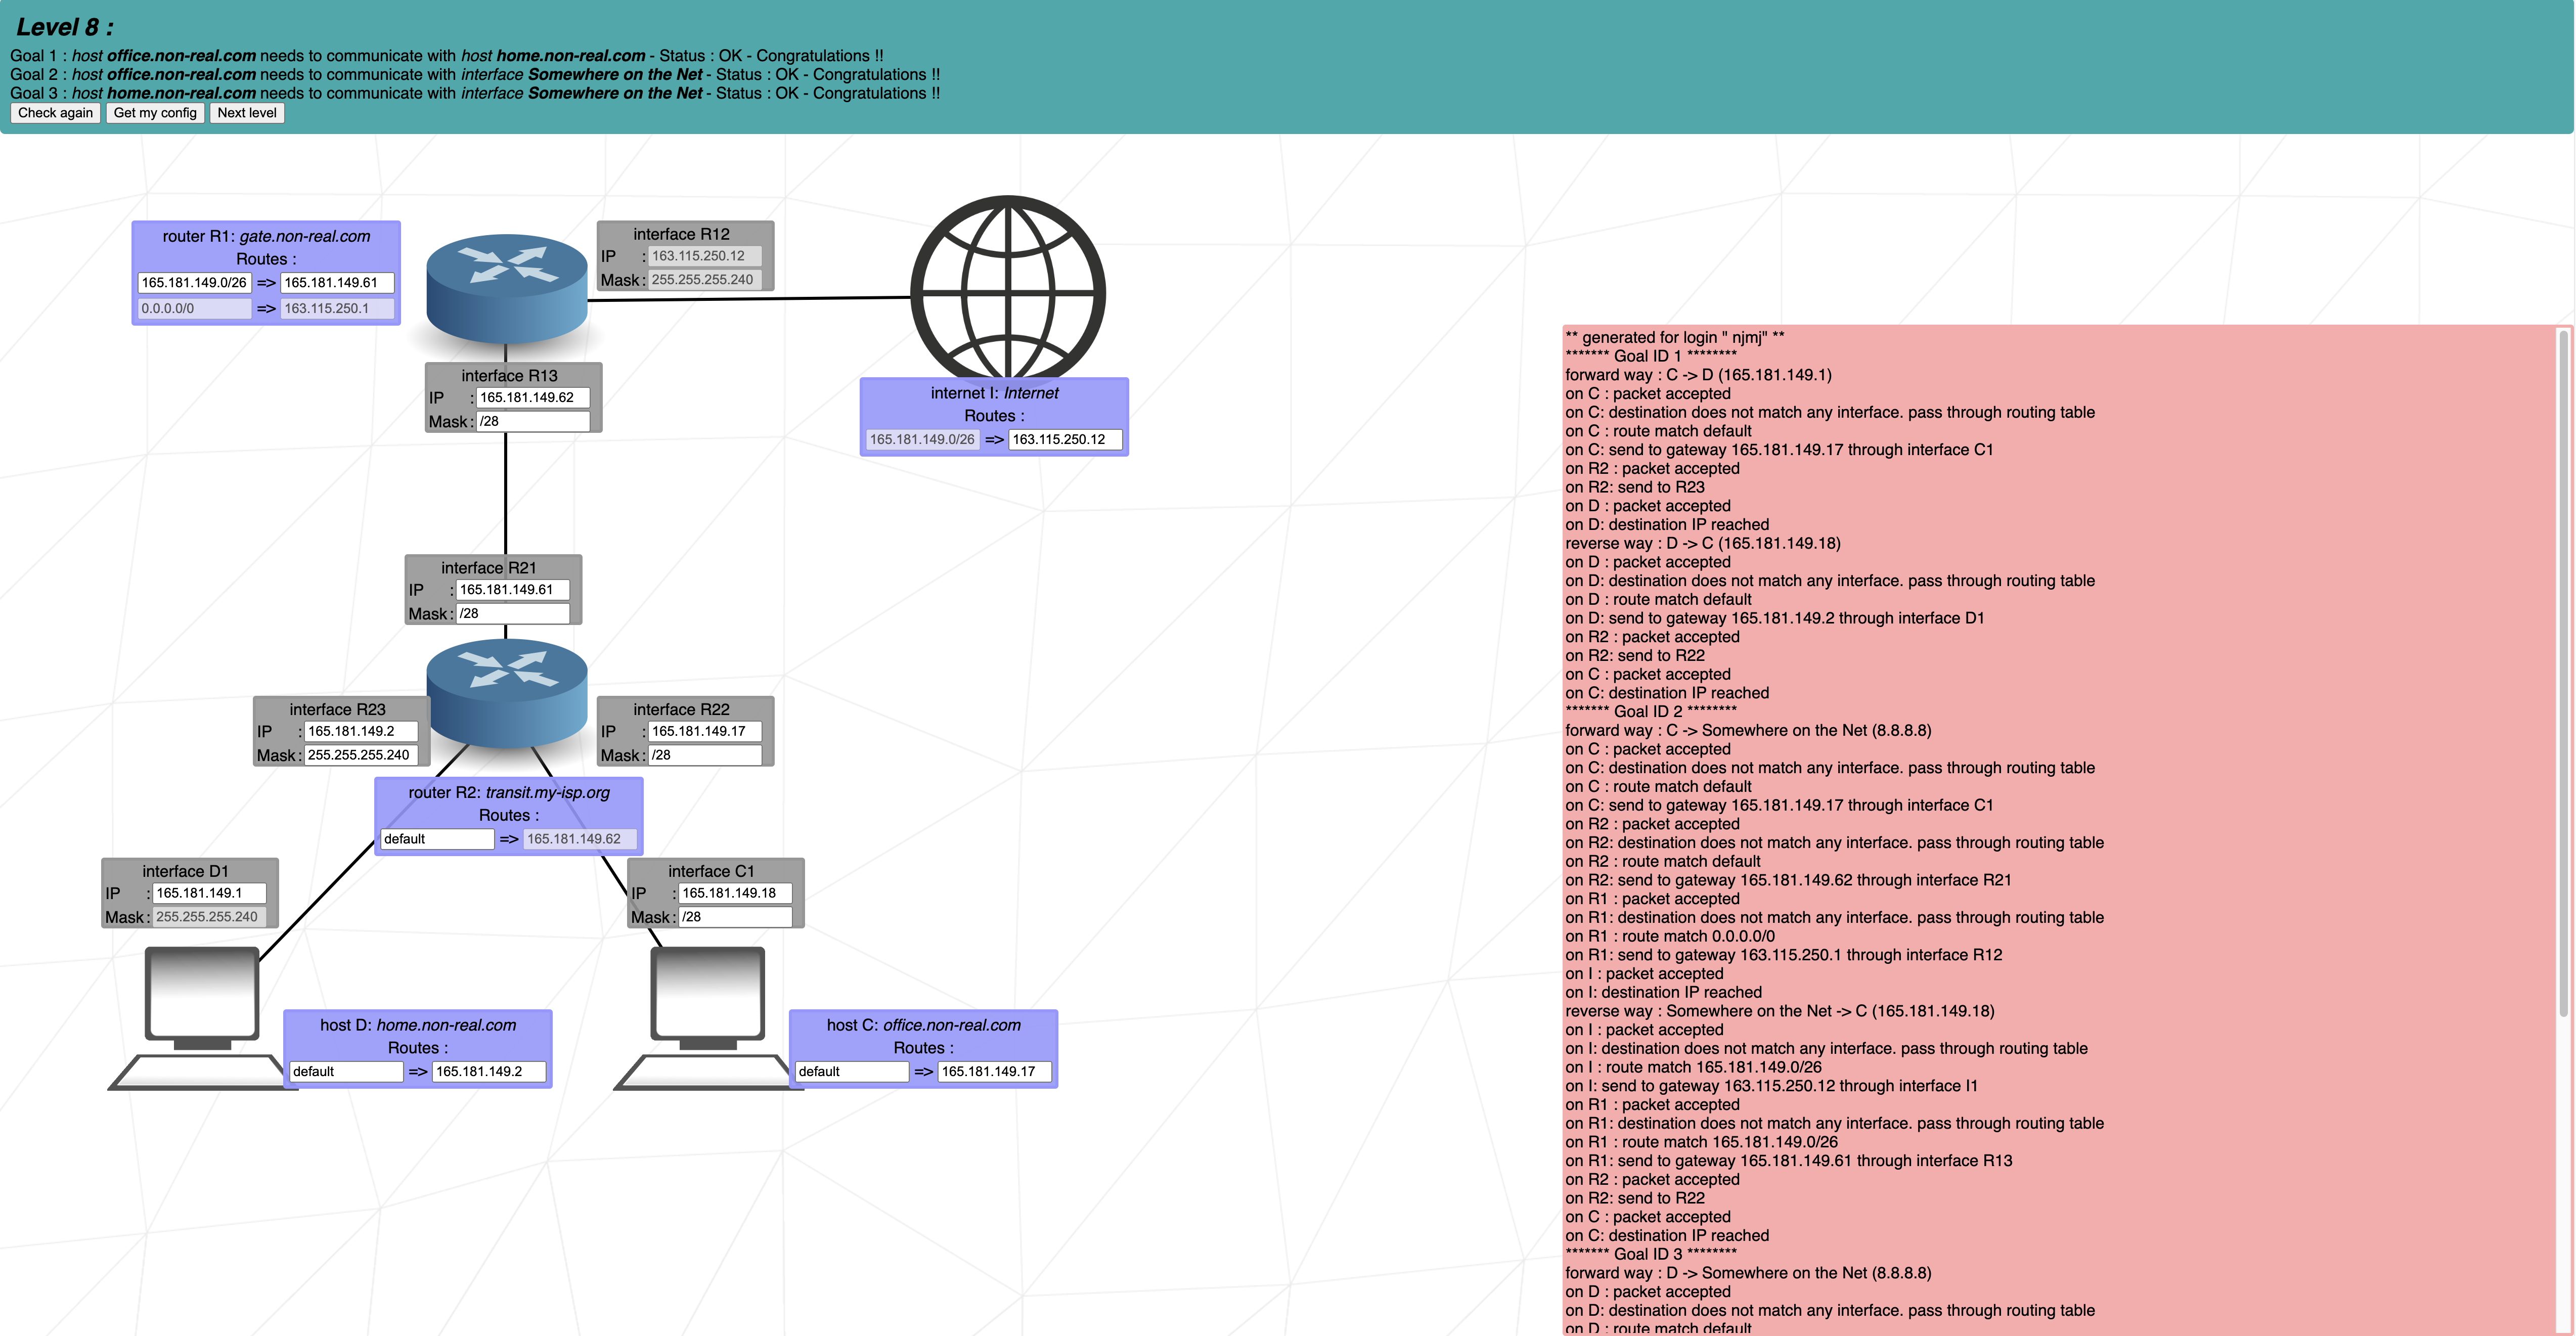 Level 8 :
Goal 1 : host office.non-real.com needs to communicate with host home.non-real.com - Status : OK - Congratulations !!
Goal 2 : host office.non-real.com needs to communicate with interface Somewhere on the Net - Status : OK - Congratulations !!
Goal 3 : host home.non-real.com needs to communicate with interface Somewhere on the Net - Status : OK - Congratulations !!
Check again Get my config Next level
router R1: gate.non-real.com
Routes :
165.181.149.0/26 => 165.181.149.61
0.0.0.0/0 => 163.115.250.1
interface R12
IP : 163.115.250.12
Mask : 255.255.255.240
interface R13
IP : 165.181.149.62
Mask : /28
internet I: Internet
Routes :
165.181.149.0/26 => 163.115.250.12
interface R21
IP : 165.181.149.61
Mask : /28
interface R23
IP : 165.181.149.2
Mask : 255.255.255.240
interface R22
IP : 165.181.149.17
Mask : /28
router R2: transit.my-isp.org
Routes :
default => 165.181.149.62
interface D1
IP : 165.181.149.1
Mask : 255.255.255.240
interface C1
IP : 165.181.149.18
Mask : /28
host D: home.non-real.com
Routes :
default => 165.181.149.2
host C: office.non-real.com
Routes :
default => 165.181.149.17
** generated for login " njmj" **
******* Goal ID 1 ********
forward way : C -> D (165.181.149.1)
on C : packet accepted
on C: destination does not match any interface. pass through routing table
on C : route match default
on C: send to gateway 165.181.149.17 through interface C1
on R2 : packet accepted
on R2: send to R23
on D : packet accepted
on D: destination IP reached
reverse way : D -> C (165.181.149.18)
on D : packet accepted
on D: destination does not match any interface. pass through routing table
on D : route match default
on D: send to gateway 165.181.149.2 through interface D1
on R2 : packet accepted
on R2: send to R22
on C : packet accepted
on C: destination IP reached
******* Goal ID 2 ********
forward way : C -> Somewhere on the Net (8.8.8.8)
on C : packet accepted
on C: destination does not match any interface. pass through routing table
on C : route match default
on C: send to gateway 165.181.149.17 through interface C1
on R2 : packet accepted
on R2: destination does not match any interface. pass through routing table
on R2 : route match default
on R2: send to gateway 165.181.149.62 through interface R21
on R1 : packet accepted
on R1: destination does not match any interface. pass through routing table
on R1 : route match 0.0.0.0/0
on R1: send to gateway 163.115.250.1 through interface R12
on I : packet accepted
on I: destination IP reached
reverse way : Somewhere on the Net -> C (165.181.149.18)
on I : packet accepted
on I: destination does not match any interface. pass through routing table
on I : route match 165.181.149.0/26
on I: send to gateway 163.115.250.12 through interface I1
on R1 : packet accepted
on R1: destination does not match any interface. pass through routing table
on R1 : route match 165.181.149.0/26
on R1: send to gateway 165.181.149.61 through interface R13
on R2 : packet accepted
on R2: send to R22
on C : packet accepted
on C: destination IP reached
******* Goal ID 3 ********
forward way : D -> Somewhere on the Net (8.8.8.8)
on D : packet accepted
on D: destination does not match any interface. pass through routing table
on D : route match default